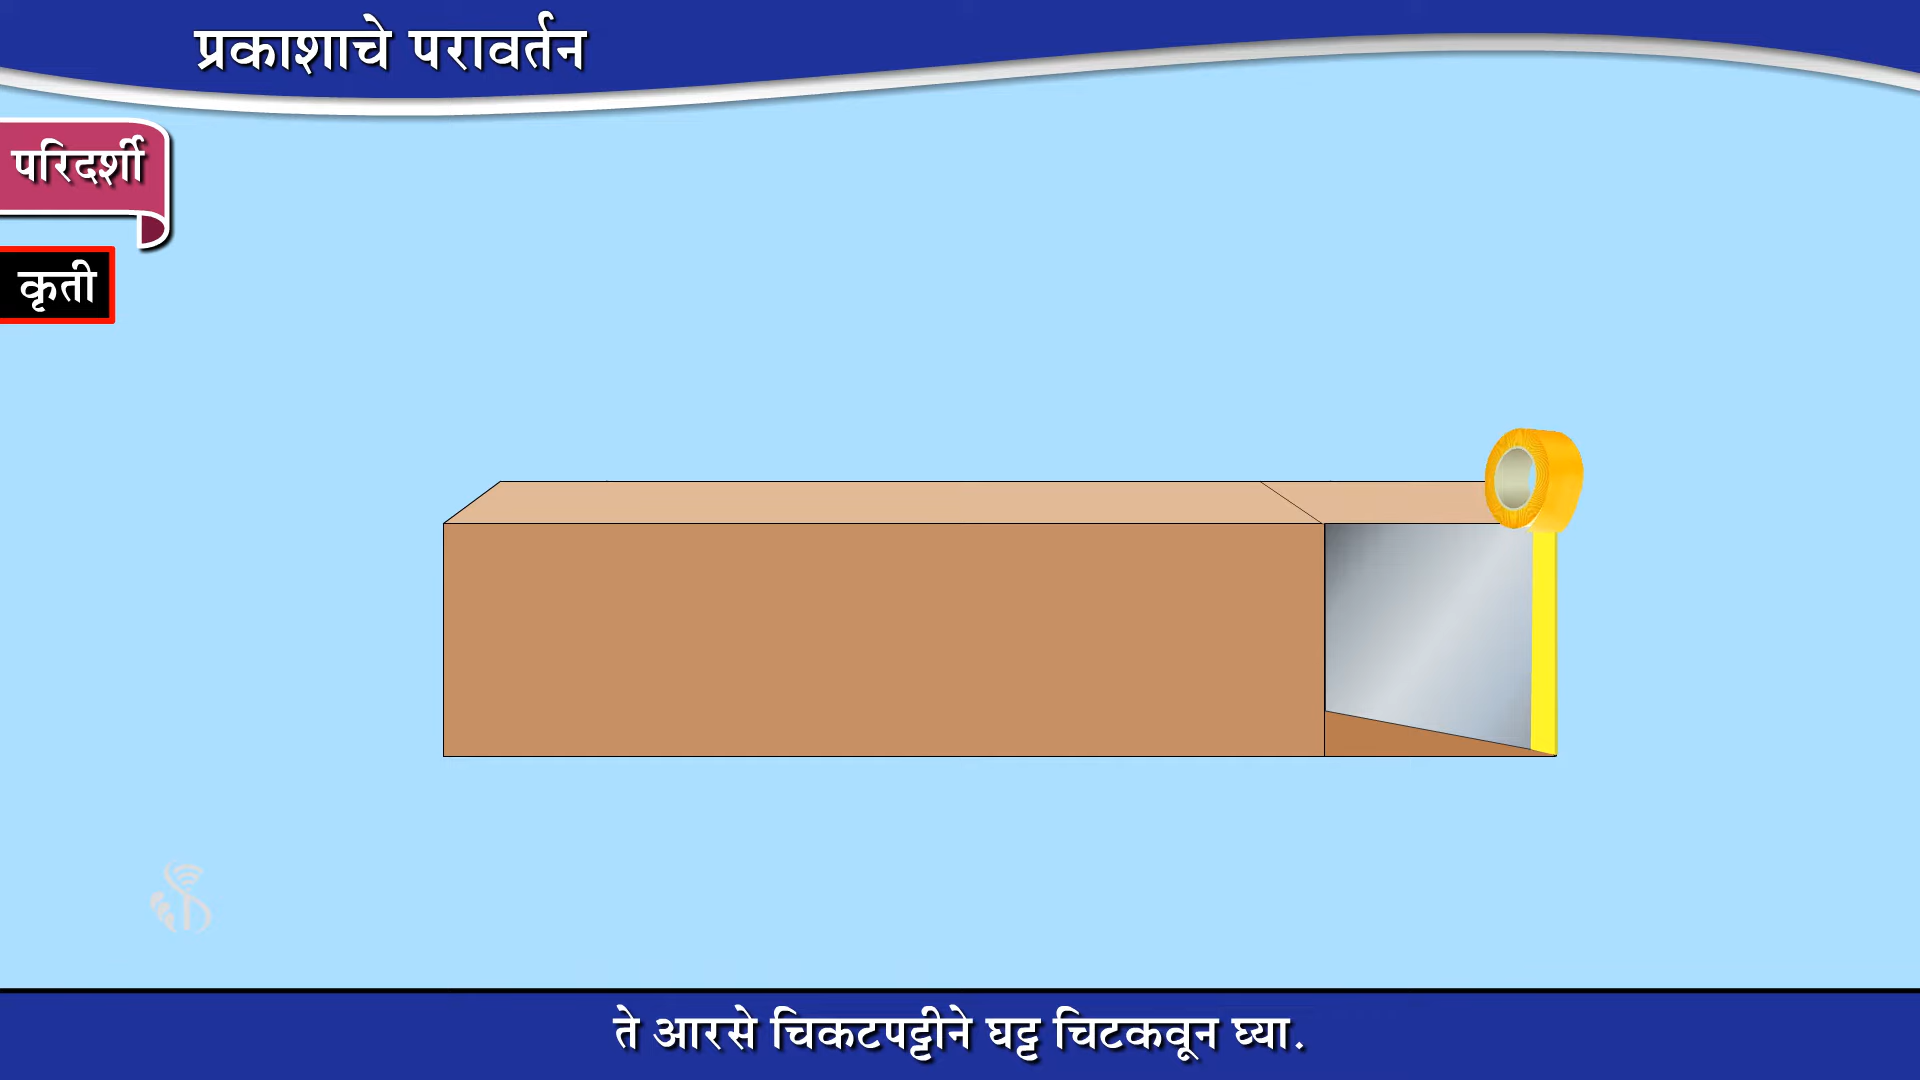 प्रकाशाचे परावर्तन
परिदर्शी
कृती
ते आरसे चिकटपट्टीने घट्ट चिटकवून घ्या.